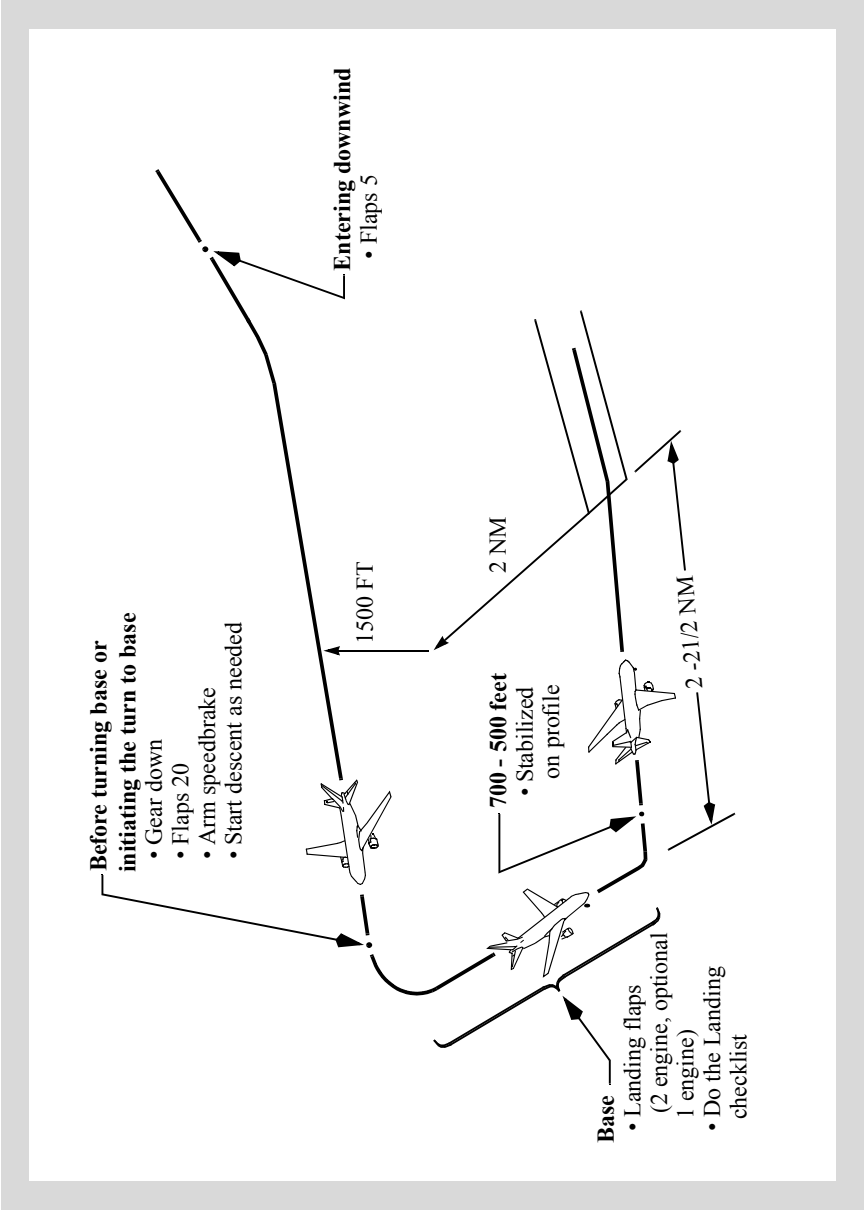 Before turning base or
initiating the turn to base
• Gear down
• Flaps 20
• Arm speedbrake
• Start descent as needed
Entering downwind
• Flaps 5
1500 FT
2 NM
700 - 500 feet
• Stabilized
on profile
2 -21/2 NM
Base
• Landing flaps
(2 engine, optional
1 engine)
• Do the Landing
checklist